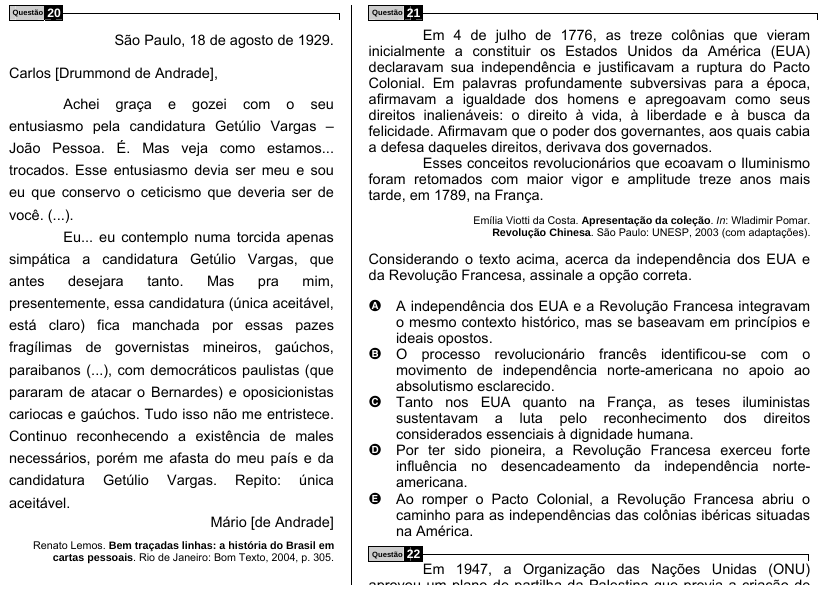 Questão 20
São Paulo, 18 de agosto de 1929.
Carlos [Drummond de Andrade],
Achei graça e gozei com o seu
entusiasmo pela candidatura Getúlio Vargas –
João Pessoa. É. Mas veja como estamos...
trocados. Esse entusiasmo devia ser meu e sou
eu que conservo o ceticismo que deveria ser de
você. (...).
Eu... eu contemplo numa torcida apenas
simpática a candidatura Getúlio Vargas, que
antes desejara tanto. Mas pra mim,
presentemente, essa candidatura (única aceitável,
está claro) fica manchada por essas pazes
fragílimas de governistas mineiros, gaúchos,
paraibanos (...), com democráticos paulistas (que
pararam de atacar o Bernardes) e oposicionistas
cariocas e gaúchos. Tudo isso não me entristece.
Continuo reconhecendo a existência de males
necessários, porém me afasta do meu país e da
candidatura Getúlio Vargas. Repito: única
aceitável.
Mário [de Andrade]
Renato Lemos. Bem traçadas linhas: a história do Brasil em
cartas pessoais. Rio de Janeiro: Bom Texto, 2004, p. 305.
Questão 21
Em 4 de julho de 1776, as treze colônias que vieram
inicialmente a constituir os Estados Unidos da América (EUA)
declaravam sua independência e justificavam a ruptura do Pacto
Colonial. Em palavras profundamente subversivas para a época,
afirmavam a igualdade dos homens e apregoavam como seus
direitos inalienáveis: o direito à vida, à liberdade e à busca da
felicidade. Afirmavam que o poder dos governantes, aos quais cabia
a defesa daqueles direitos, derivava dos governados.
Esses conceitos revolucionários que ecoavam o Iluminismo
foram retomados com maior vigor e amplitude treze anos mais
tarde, em 1789, na França.
Emília Viotti da Costa. Apresentação da coleção. In: Wladimir Pomar.
Revolução Chinesa. São Paulo: UNESP, 2003 (com adaptações).
Considerando o texto acima, acerca da independência dos EUA e
da Revolução Francesa, assinale a opção correta.
A A independência dos EUA e a Revolução Francesa integravam
o mesmo contexto histórico, mas se baseavam em princípios e
ideais opostos.
B O processo revolucionário francês identificou-se com o
movimento de independência norte-americana no apoio ao
absolutismo esclarecido.
C Tanto nos EUA quanto na França, as teses iluministas
sustentavam a luta pelo reconhecimento dos direitos
considerados essenciais à dignidade humana.
D Por ter sido pioneira, a Revolução Francesa exerceu forte
influência no desencadeamento da independência norte-
americana.
E Ao romper o Pacto Colonial, a Revolução Francesa abriu o
caminho para as independências das colônias ibéricas situadas
na América.
Questão 22
Em 1947, a Organização das Nações Unidas (ONU)
aprovou um plano de partilha da Palestina que previa a criação de